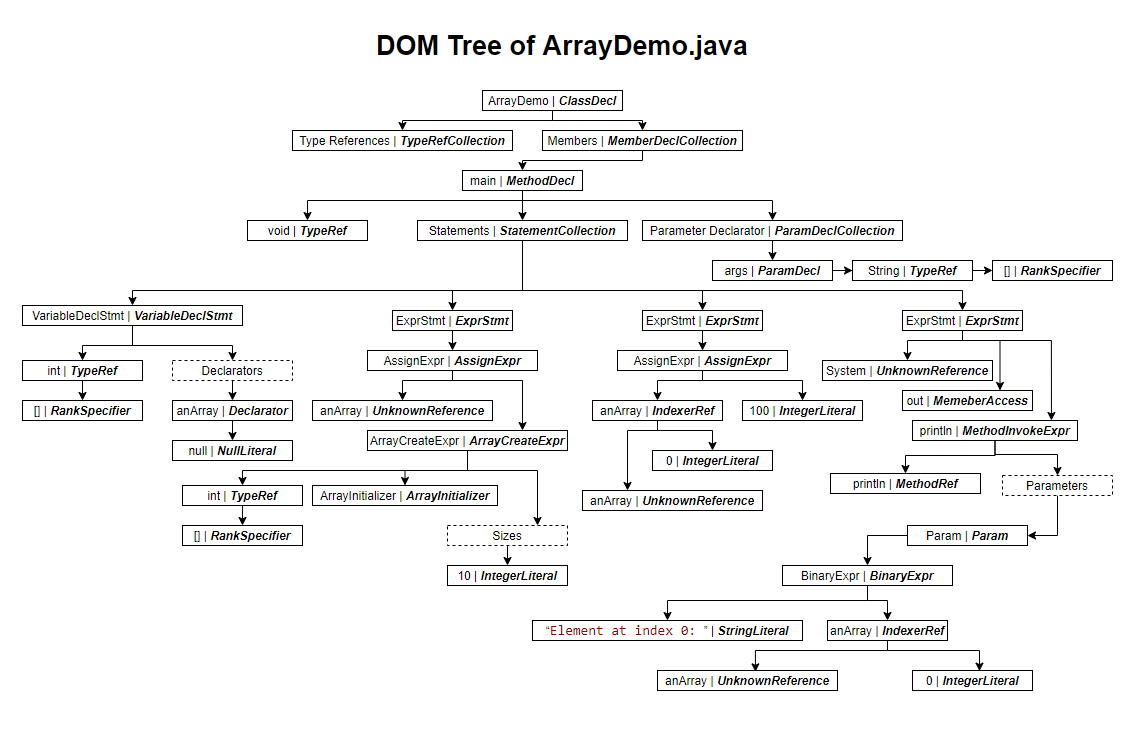 DOM Tree of ArrayDemo.java
ArrayDemo | ClassDecl
Type References | TypeRefCollection
Members | MemberDeclCollection
main | MethodDecl
void | TypeRef
Statements | StatementCollection
Parameter Declarator | ParamDeclCollection
args | ParamDecl
String | TypeRef
[] | RankSpecifier
VariableDeclStmt | VariableDeclStmt
ExprStmt | ExprStmt
ExprStmt | ExprStmt
ExprStmt | ExprStmt
int | TypeRef
Declarators
AssignExpr | AssignExpr
AssignExpr | AssignExpr
System | UnknownReference
[] | RankSpecifier
anArray | Declarator
anArray | UnknownReference
anArray | IndexerRef
100 | IntegerLiteral
out | MemeberAccess
null | NullLiteral
ArrayCreateExpr | ArrayCreateExpr
0 | IntegerLiteral
println | MethodInvokeExpr
int | TypeRef
ArrayInitializer | ArrayInitializer
anArray | UnknownReference
println | MethodRef
Parameters
[] | RankSpecifier
Sizes
Param | Param
10 | IntegerLiteral
BinaryExpr | BinaryExpr
“Element at index 0: ”| StringLiteral
anArray | IndexerRef
anArray | UnknownReference
0 | IntegerLiteral